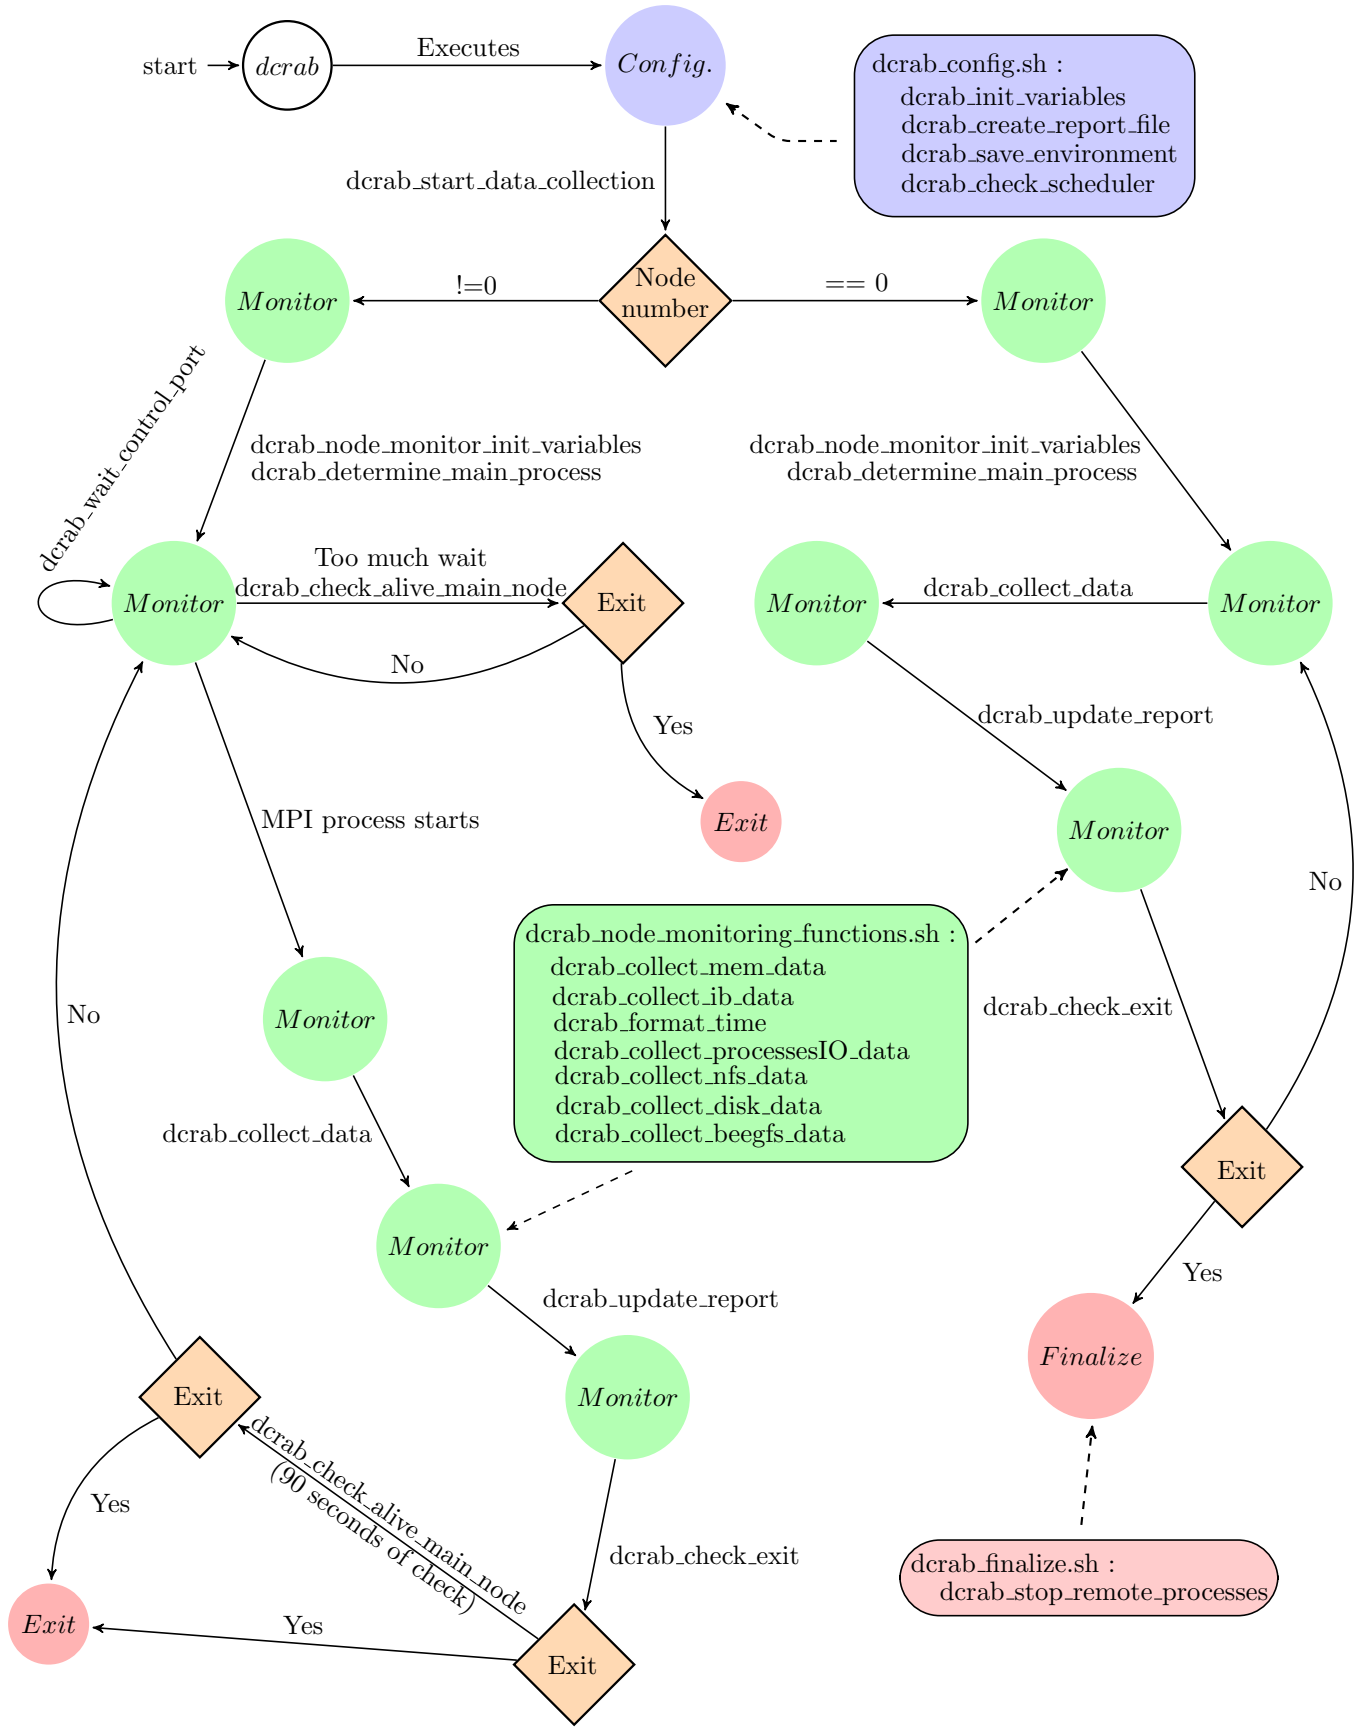 start
dcrab
Executes
Config.
dcrab_config.sh :
dcrab_init_variables
dcrab_create_report_file
dcrab_save_environment
dcrab_check_scheduler
dcrab_start_data_collection
Monitor
!=0
Node
number
== 0
Monitor
dcrab_wait_control_port
dcrab_node_monitor_init_variables
dcrab_determine_main_process
dcrab_node_monitor_init_variables
dcrab_determine_main_process
Monitor
Too much wait
dcrab_check_alive_main_node
Exit
Monitor
dcrab_collect_data
Monitor
No
Yes
dcrab_update_report
MPI process starts
Exit
Monitor
No
dcrab_node_monitoring_functions.sh :
dcrab_collect_mem_data
dcrab_collect_ib_data
dcrab_format_time
dcrab_collect_processesIO_data
dcrab_collect_nfs_data
dcrab_collect_disk_data
dcrab_collect_beegfs_data
No
Monitor
dcrab_check_exit
dcrab_collect_data
Exit
Monitor
Yes
dcrab_update_report
Finalize
Exit
Monitor
dcrab_check_alive_main_node
(90 seconds of check)
Yes
dcrab_check_exit
dcrab_finalize.sh :
dcrab_stop_remote_processes
Exit
Yes
Exit